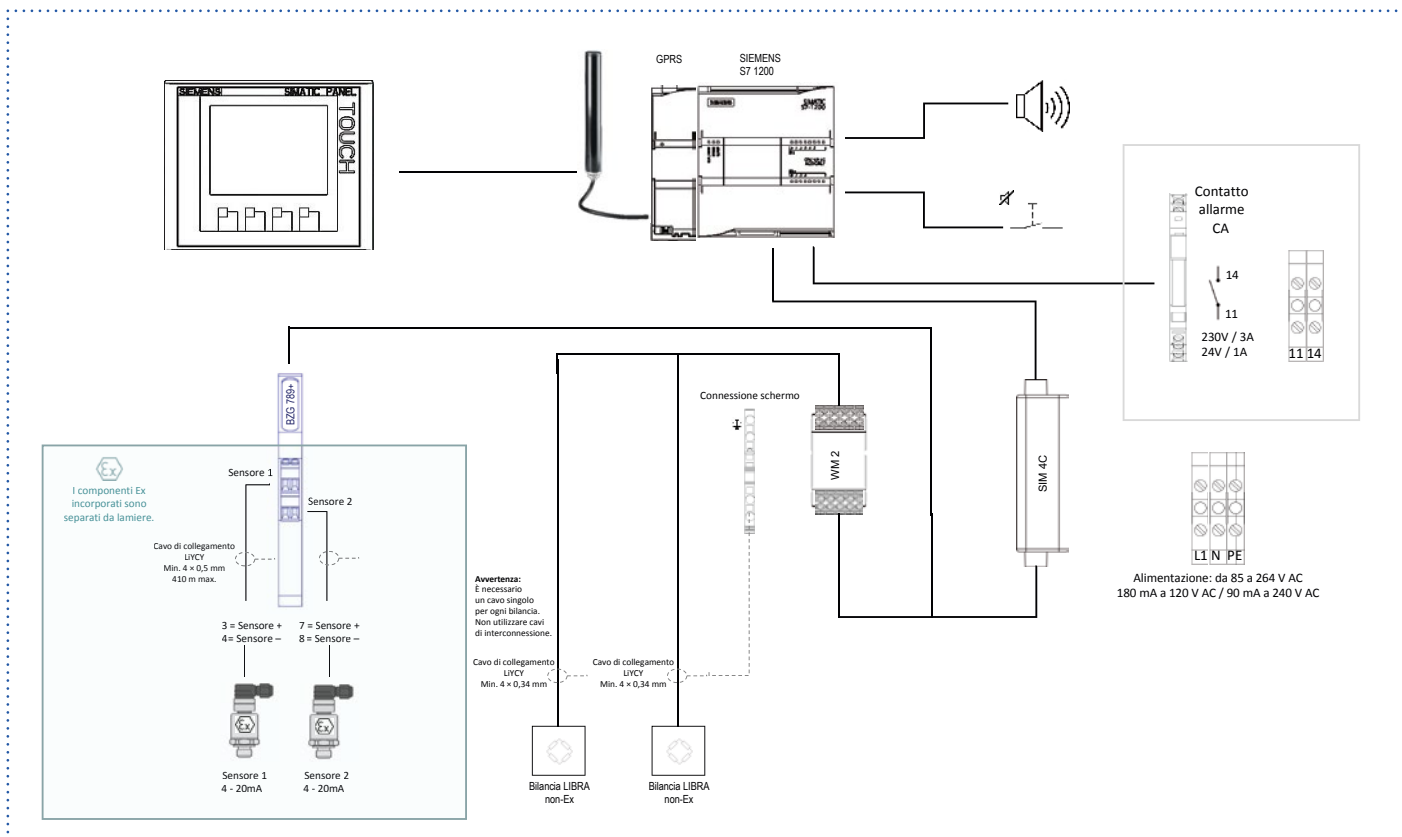 GPRS
SIEMENS
S7 1200
SIEMENS
SIMATIC PANEL
TOUCH
SIEMENS
SIMATIC
S7-1200
Contatto
allarme
CA
14
11
230V / 3A
24V / 1A
11 14
BZG 789+
Connessione schermo
WM 2
SIM 4C
Ex
I componenti Ex
incorporati sono
separati da lamiere.
Sensore 1
Sensore 2
Cavo di collegamento
LiYCY
Min. 4 × 0,5 mm
410 m max.
3 = Sensore +
4= Sensore –
7 = Sensore +
8 = Sensore –
Ex
Ex
Sensore 1
4 - 20mA
Sensore 2
4 - 20mA
Avvertenza:
È necessario
un cavo singolo
per ogni bilancia.
Non utilizzare cavi
di interconnessione.
Cavo di collegamento
LiYCY
Min. 4 × 0,34 mm
Cavo di collegamento
LiYCY
Min. 4 × 0,34 mm
Bilancia LIBRA
non-Ex
Bilancia LIBRA
non-Ex
L1 N PE
Alimentazione: da 85 a 264 V AC
180 mA a 120 V AC / 90 mA a 240 V AC